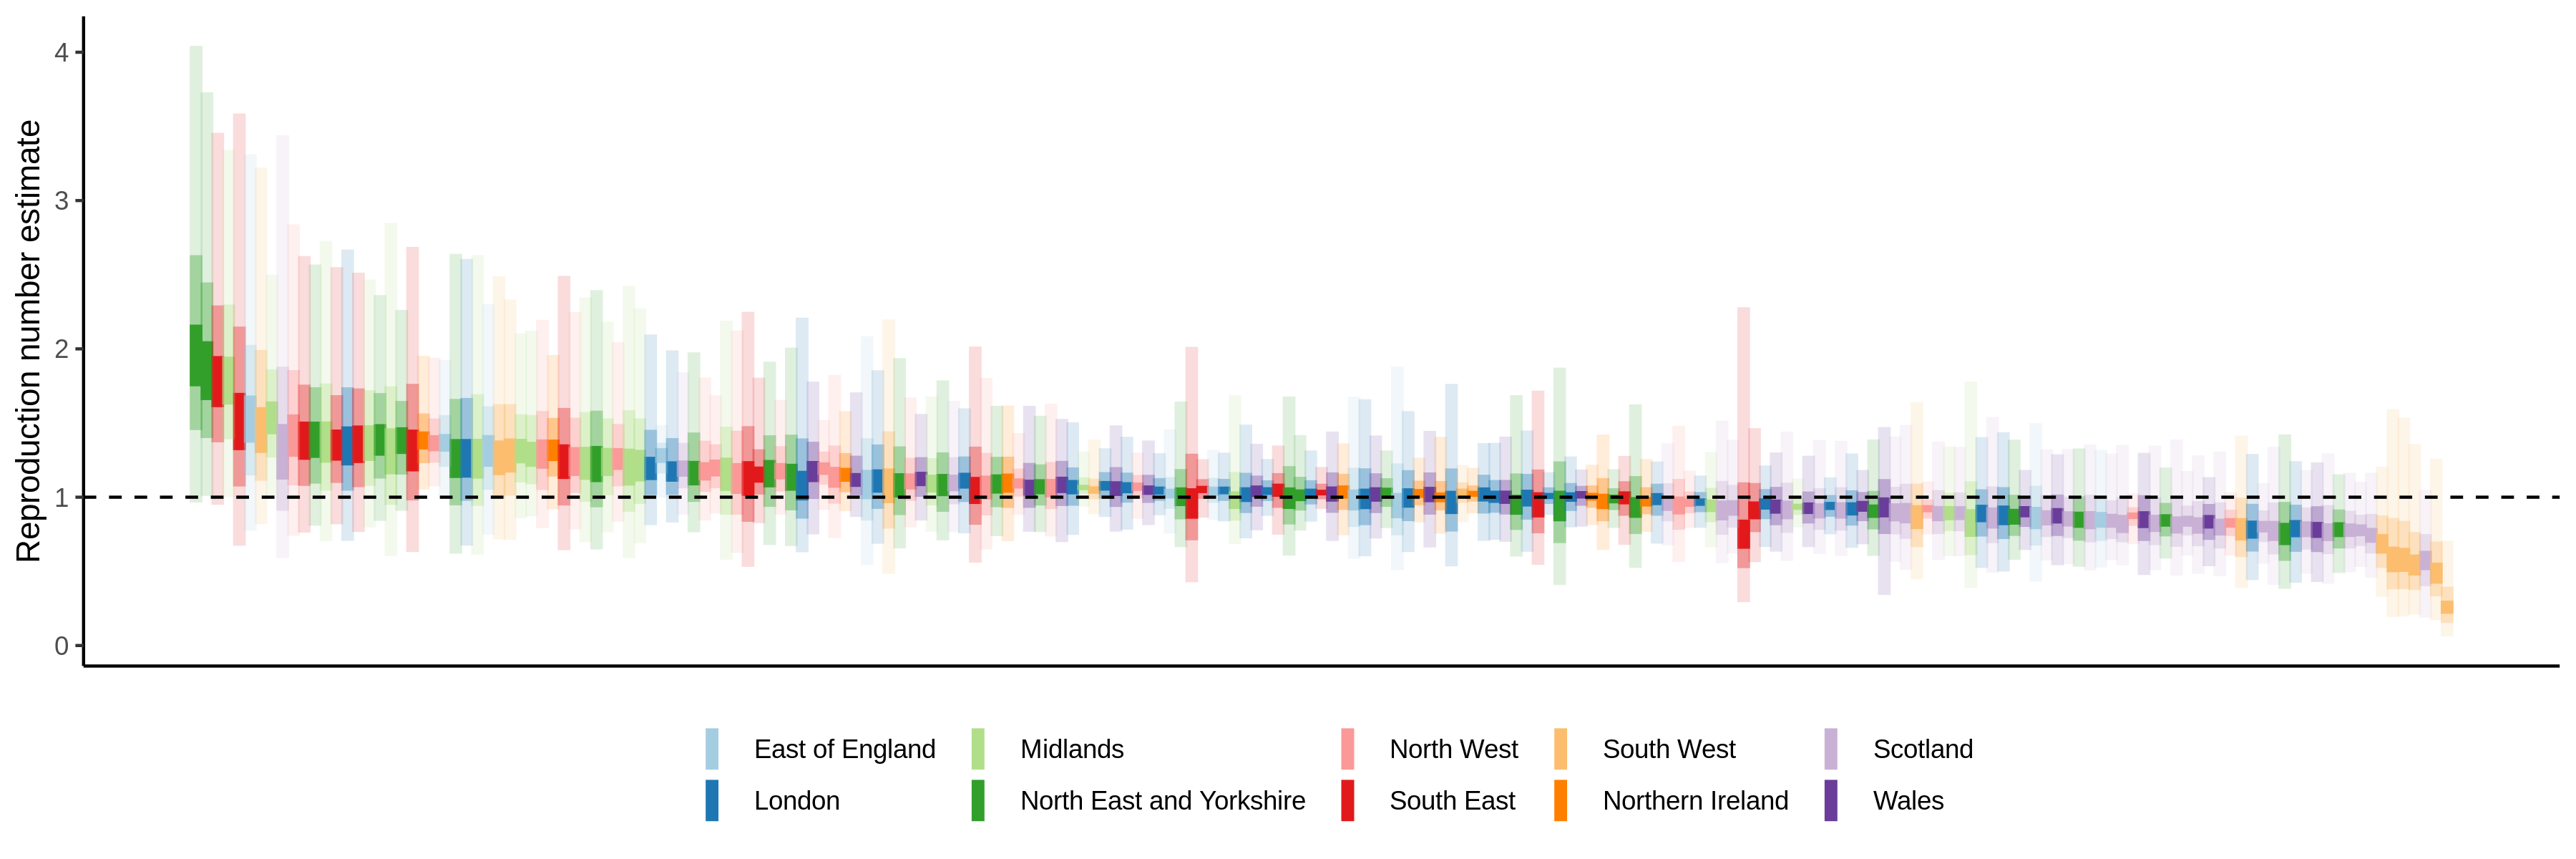 Reproduction number estimate
4
3
2
1
0
East of England
Midlands
North West
South West
Scotland
London
North East and Yorkshire
South East
Northern Ireland
Wales